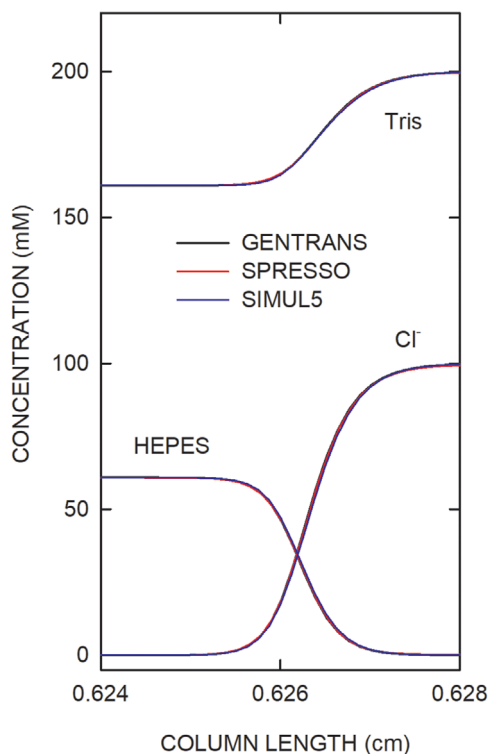 200
Tris
150
GENTRANS
SPRESSO
SIMUL5
CONCENTRATION (mM)
Cl⁻
100
HEPES
50
0
0.624
0.626
0.628
COLUMN LENGTH (cm)